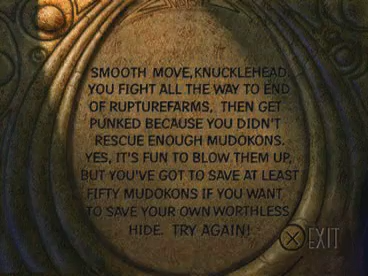 SMOOTH MOVE, KNUCKLEHEAD.
YOU FIGHT ALL THE WAY TO END
OF RUPTUREFARMS, THEN GET
PUNKED BECAUSE YOU DIDN'T
RESCUE ENOUGH MUDOKONS.
YES, IT'S FUN TO BLOW THEM UP,
BUT YOU'VE GOT TO SAVE AT LEAST
FIFTY MUDOKONS IF YOU WANT
TO SAVE YOUR OWN WORTHLESS
HIDE. TRY AGAIN!
X EXIT